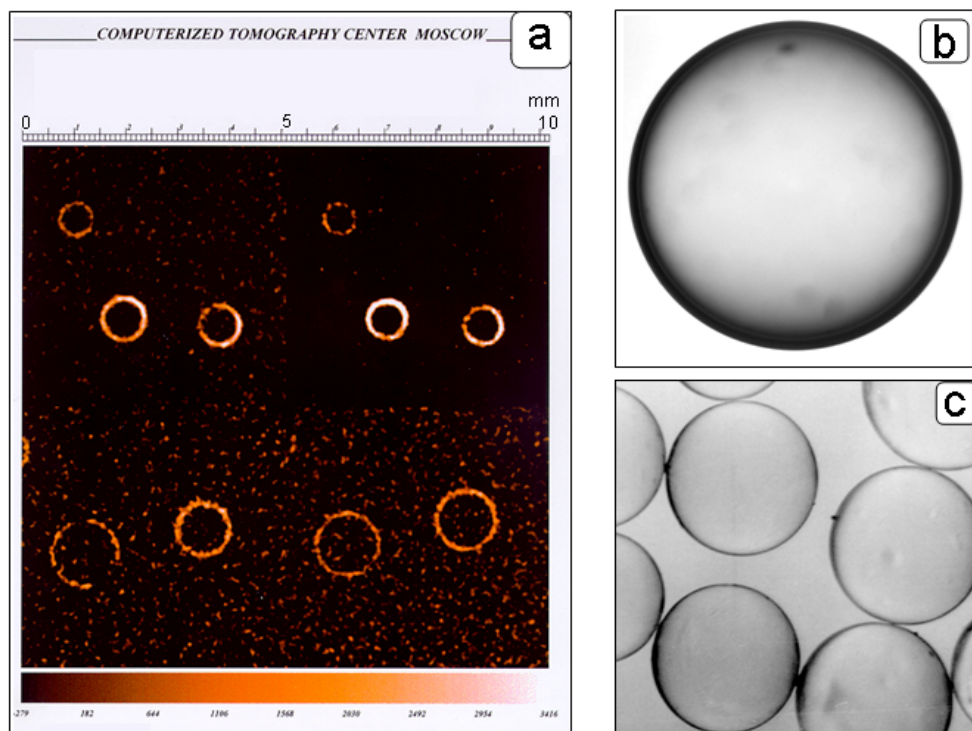 COMPUTERIZED TOMOGRAPHY CENTER MOSCOW
a
mm
0 1 2 3 4 5 6 7 8 9 10
-279 182 644 1106 1568 2030 2492 2954 3416
b
c